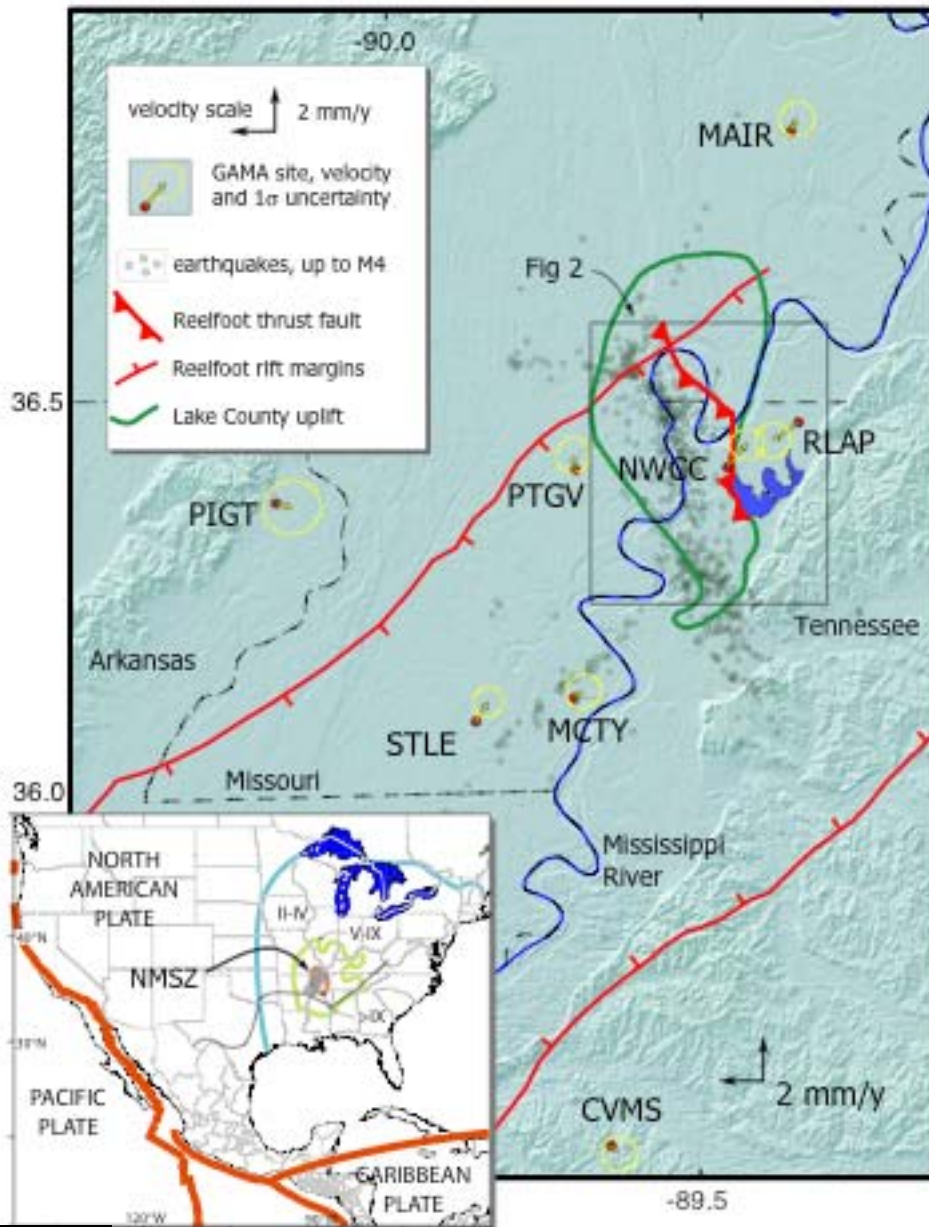 -90.0
velocity scale 2 mm/y
GAMA site, velocity
and 1σ uncertainty
earthquakes, up to M4
Reelfoot thrust fault
Reelfoot rift margins
Lake County uplift
MAIR
Fig 2
36.5
NWCC
RLAP
PTGV
PIGT
Tennessee
Arkansas
STLE
MCTY
Missouri
36.0
Mississippi
River
NORTH
AMERICAN
PLATE
II-IV
V-IX
NMSZ
>IX
30°N
PACIFIC
PLATE
CARIBBEAN
PLATE
120°W
2 mm/y
CVMS
-89.5